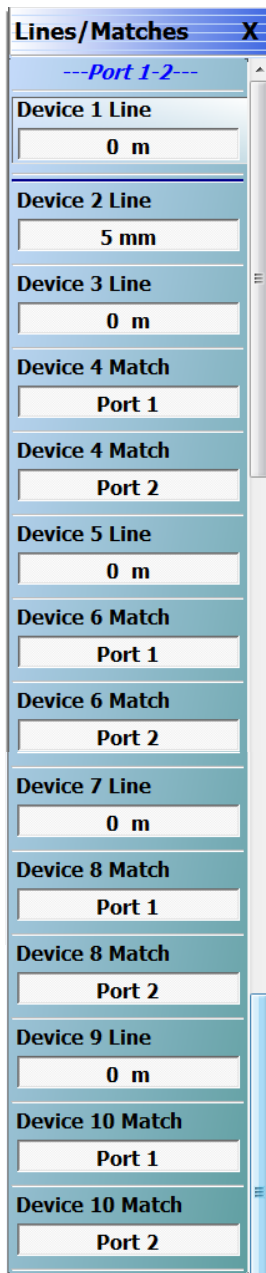 Lines/Matches X
---Port 1-2---
Device 1 Line
0 m
Device 2 Line
5 mm
Device 3 Line
0 m
Device 4 Match
Port 1
Device 4 Match
Port 2
Device 5 Line
0 m
Device 6 Match
Port 1
Device 6 Match
Port 2
Device 7 Line
0 m
Device 8 Match
Port 1
Device 8 Match
Port 2
Device 9 Line
0 m
Device 10 Match
Port 1
Device 10 Match
Port 2